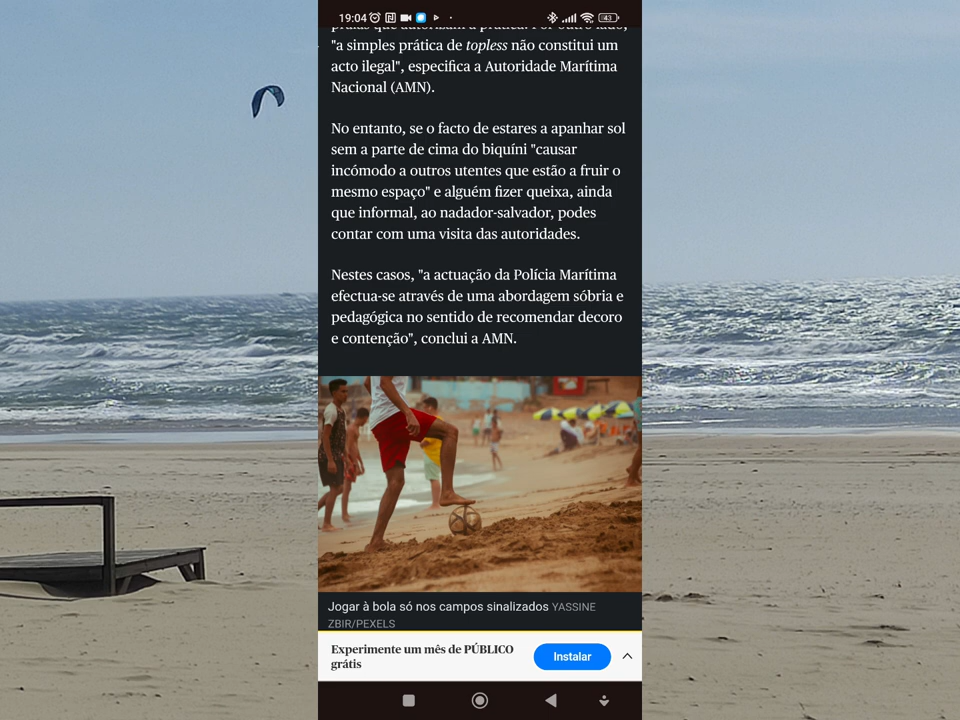 19:04
43
"a simples prática de topless não constitui um
acto ilegal", especifica a Autoridade Marítima
Nacional (AMN).
No entanto, se o facto de estares a apanhar sol
sem a parte de cima do biquíni "causar
incómodo a outros utentes que estão a fruir o
mesmo espaço" e alguém fizer queixa, ainda
que informal, ao nadador-salvador, podes
contar com uma visita das autoridades.
Nestes casos, "a actuação da Polícia Marítima
efectua-se através de uma abordagem sóbria e
pedagógica no sentido de recomendar decoro
e contenção", conclui a AMN.
Jogar à bola só nos campos sinalizados YASSINE
ZBIR/PEXELS
Experimente um mês de PÚBLICO
grátis
Instalar